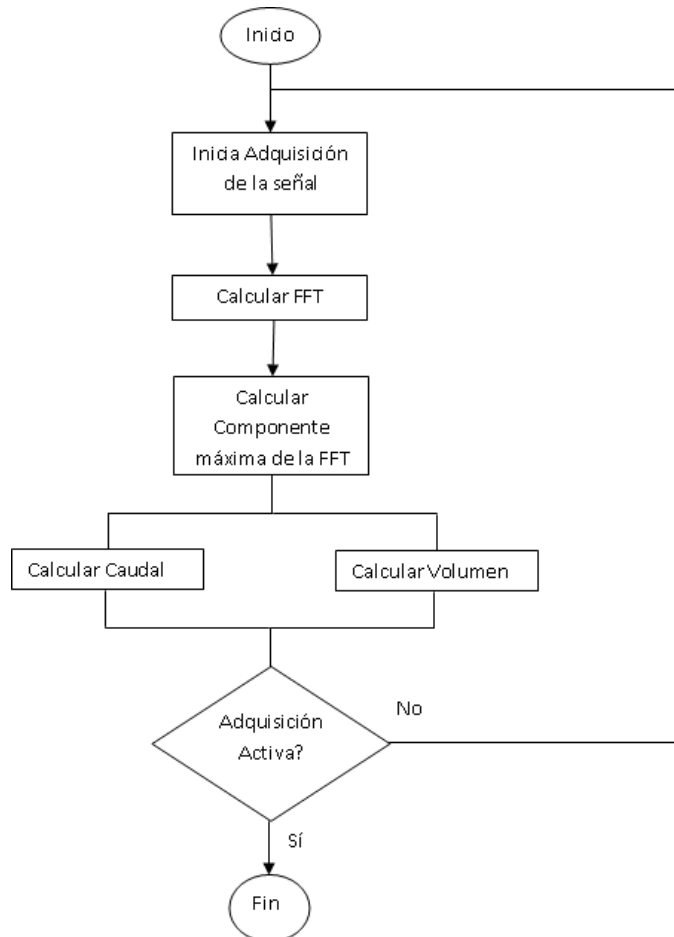 Inicio
Inicia Adquisición
de la señal
Calcular FFT
Calcular
Componente
máxima de la FFT
Calcular Caudal
Calcular Volumen
Adquisición
Activa?
No
Sí
Fin